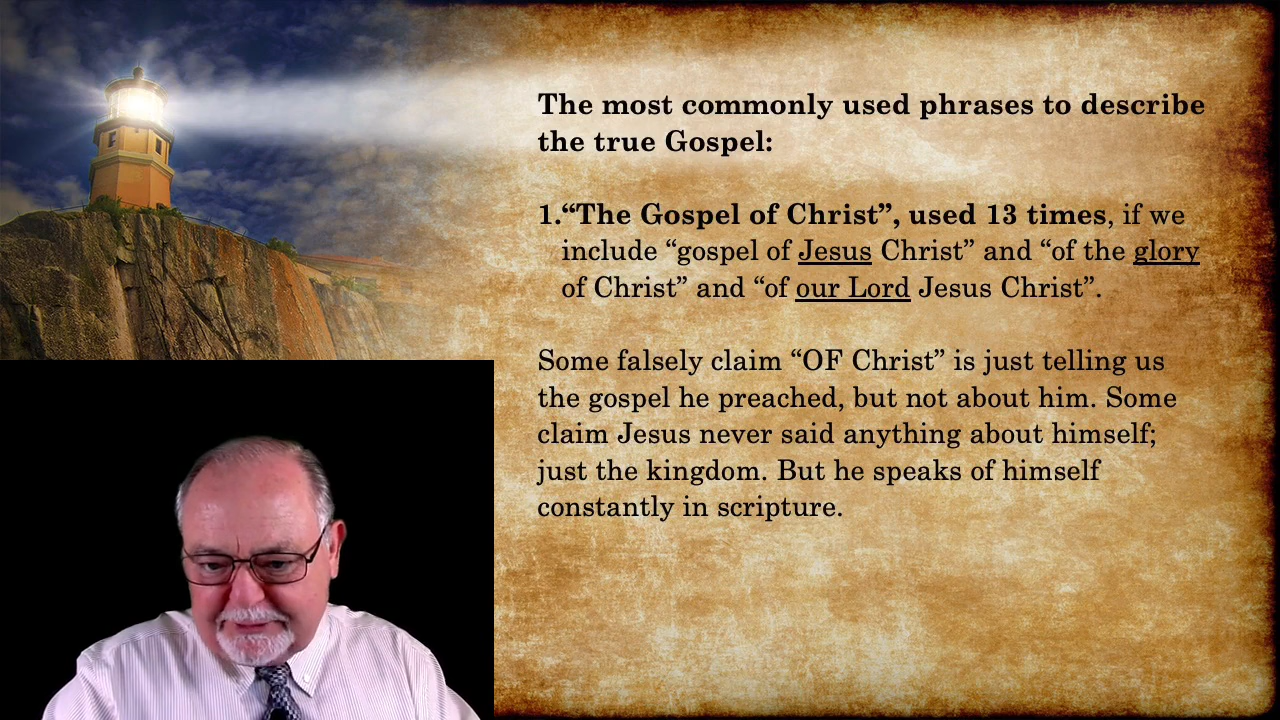 The most commonly used phrases to describe
the true Gospel:
1.“The Gospel of Christ”, used 13 times, if we
include “gospel of Jesus Christ” and “of the glory
of Christ” and “of our Lord Jesus Christ”.
Some falsely claim “OF Christ” is just telling us
the gospel he preached, but not about him. Some
claim Jesus never said anything about himself;
just the kingdom. But he speaks of himself
constantly in scripture.